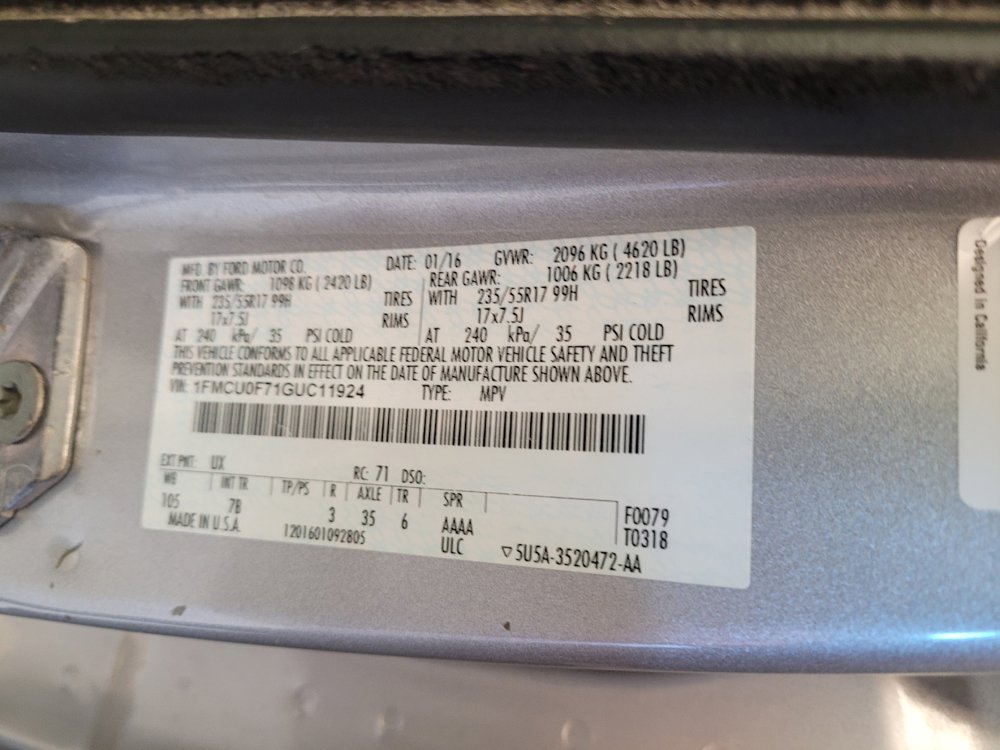 MFD. BY FORD MOTOR CO. DATE: 01/16 GVWR: 2096 KG ( 4620 LB)
FRONT GAWR: 1098 KG ( 2420 LB) REAR GAWR: 1006 KG ( 2218 LB)
WITH 235/55R17 99H TIRES WITH 235/55R17 99H TIRES
17x7.5J RIMS 17x7.5J RIMS
AT 240 kPa/ 35 PSI COLD AT 240 kPa/ 35 PSI COLD
THIS VEHICLE CONFORMS TO ALL APPLICABLE FEDERAL MOTOR VEHICLE SAFETY AND THEFT
PREVENTION STANDARDS IN EFFECT ON THE DATE OF MANUFACTURE SHOWN ABOVE.
VIN: 1FMCU0F71GUC11924 TYPE: MPV
EXT PNT: UX RC: 71 DSO:
WB INT TR TP/PS R AXLE TR SPR
105 7B 3 35 6 AAAA F0079
MADE IN U.S.A. 1201601092805 ULC T0318
▽5U5A-3520472-AA
Designed in California